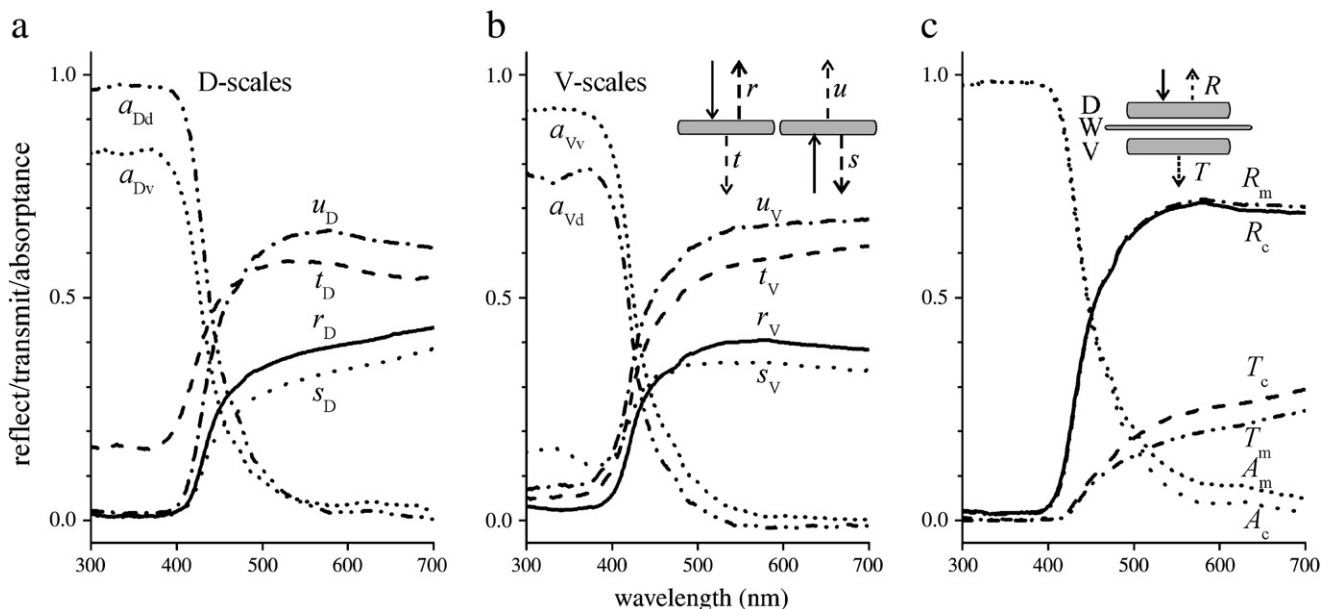 a
b
c
reflect/transmit/absorptance
1.0
0.5
0.0
D-scales
a_Dd
a_Dv
u_D
t_D
r_D
s_D
300 400 500 600 700
1.0
0.5
0.0
V-scales
r
u
t
s
a_Vv
a_Vd
u_V
t_V
r_V
s_V
300 400 500 600 700
wavelength (nm)
1.0
0.5
0.0
R
D
W
V
T
R_m
R_c
T_c
T_m
A_m
A_c
300 400 500 600 700